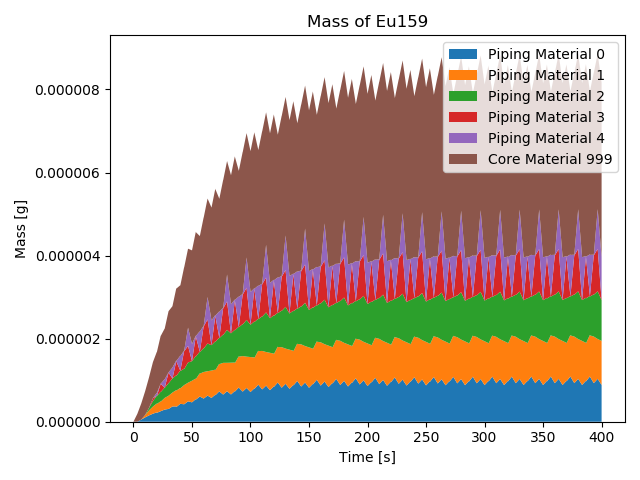 Mass of Eu159
Piping Material 0
Piping Material 1
Piping Material 2
Piping Material 3
Piping Material 4
Core Material 999
Mass [g]
0.000008
0.000006
0.000004
0.000002
0.000000
0 50 100 150 200 250 300 350 400
Time [s]